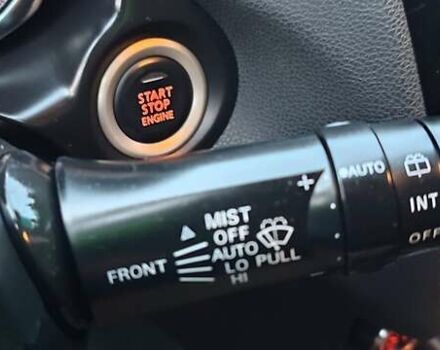 START
STOP
ENGINE
AUTO
INT
OFF
MIST
OFF
AUTO
FRONT
LO PULL
HI